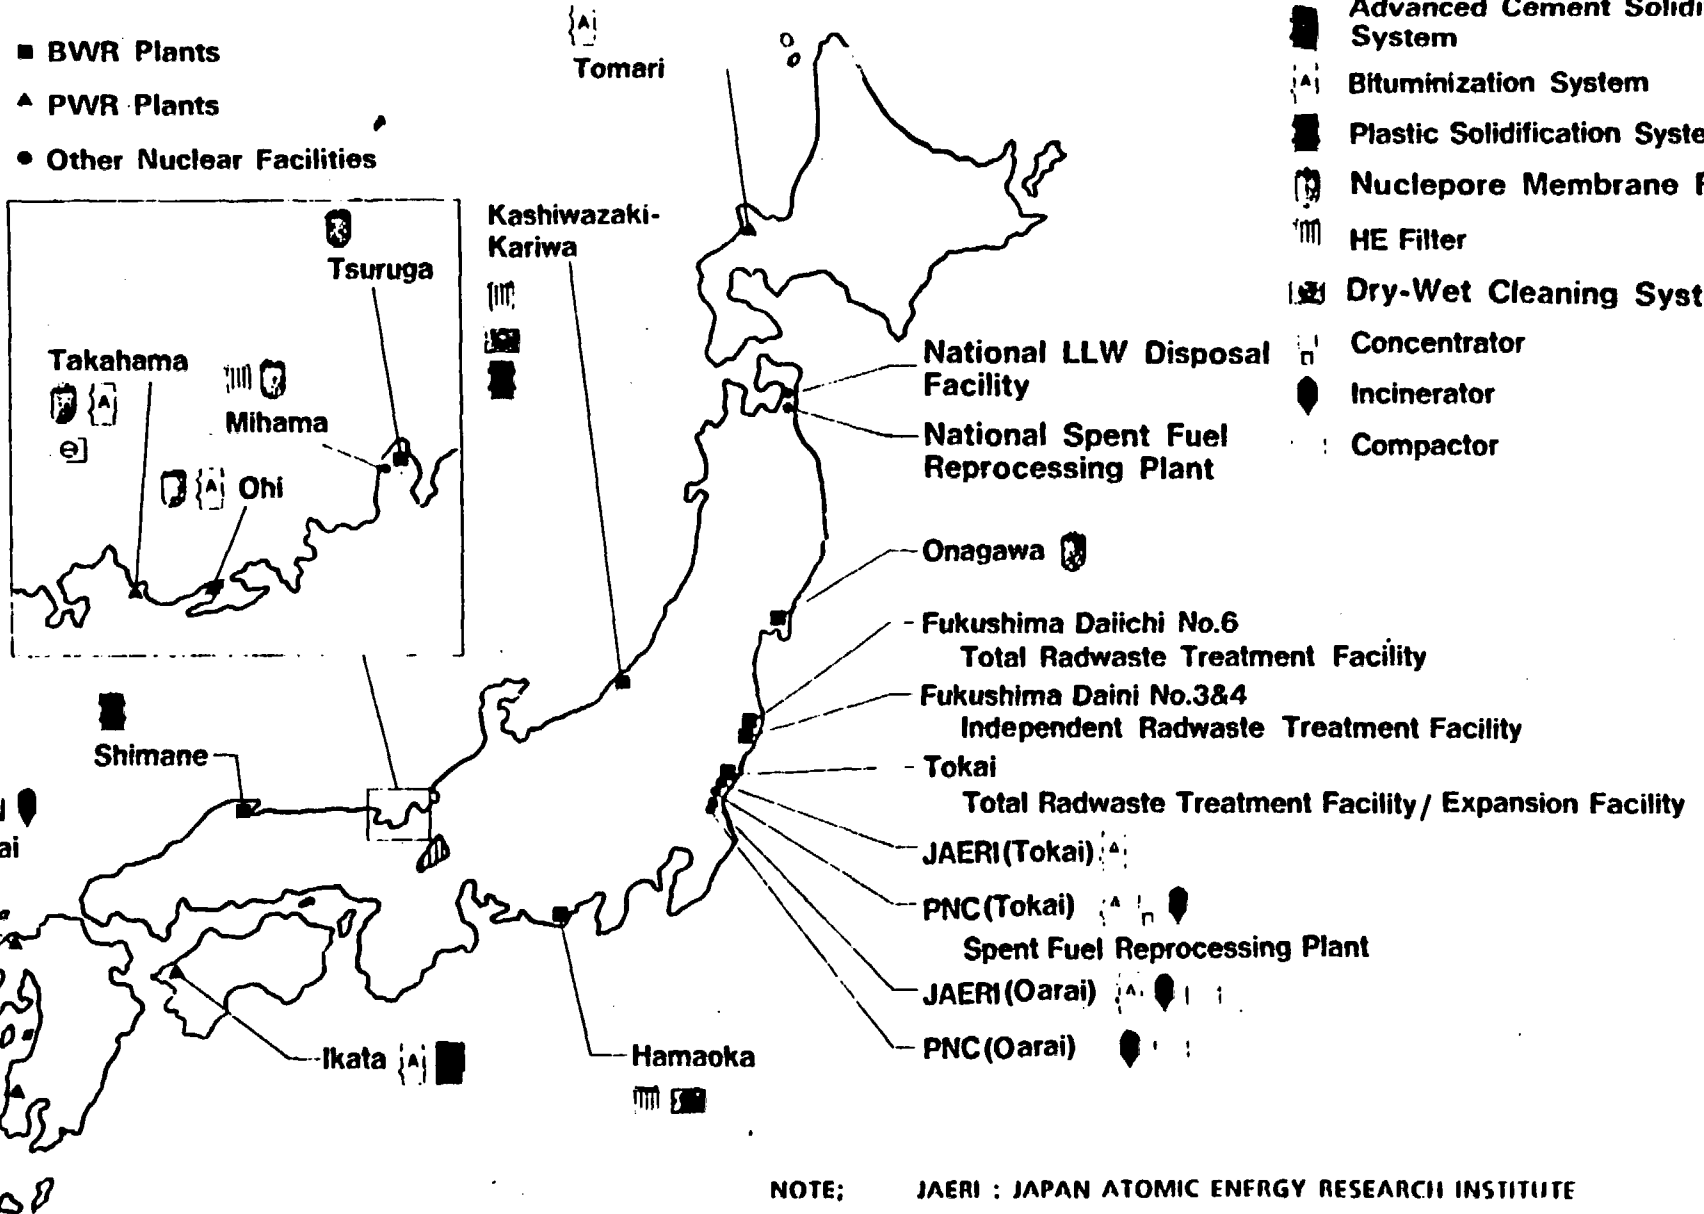 BWR Plants
PWR Plants
Other Nuclear Facilities
Tomari
Advanced Cement
System
Bituminization System
Plastic Solidification
Nuclepore Membrane
HE Filter
Dry-Wet Cleaning
Concentrator
Incinerator
Compactor
Kashiwazaki-
Kariwa
Tsuruga
Takahama
Mihama
Ohi
National LLW Disposal
Facility
National Spent Fuel
Reprocessing Plant
Onagawa
Fukushima Daiichi No.6
Total Radwaste Treatment Facility
Fukushima Daini No.3&4
Independent Radwaste Treatment Facility
Tokai
Total Radwaste Treatment Facility / Expansion Facility
JAERI (Tokai)
PNC (Tokai)
Spent Fuel Reprocessing Plant
JAERI (Oarai)
PNC (Oarai)
Shimane
ai
Ikata
Hamaoka
NOTE; JAERI : JAPAN ATOMIC ENERGY RESEARCH INSTITUTE